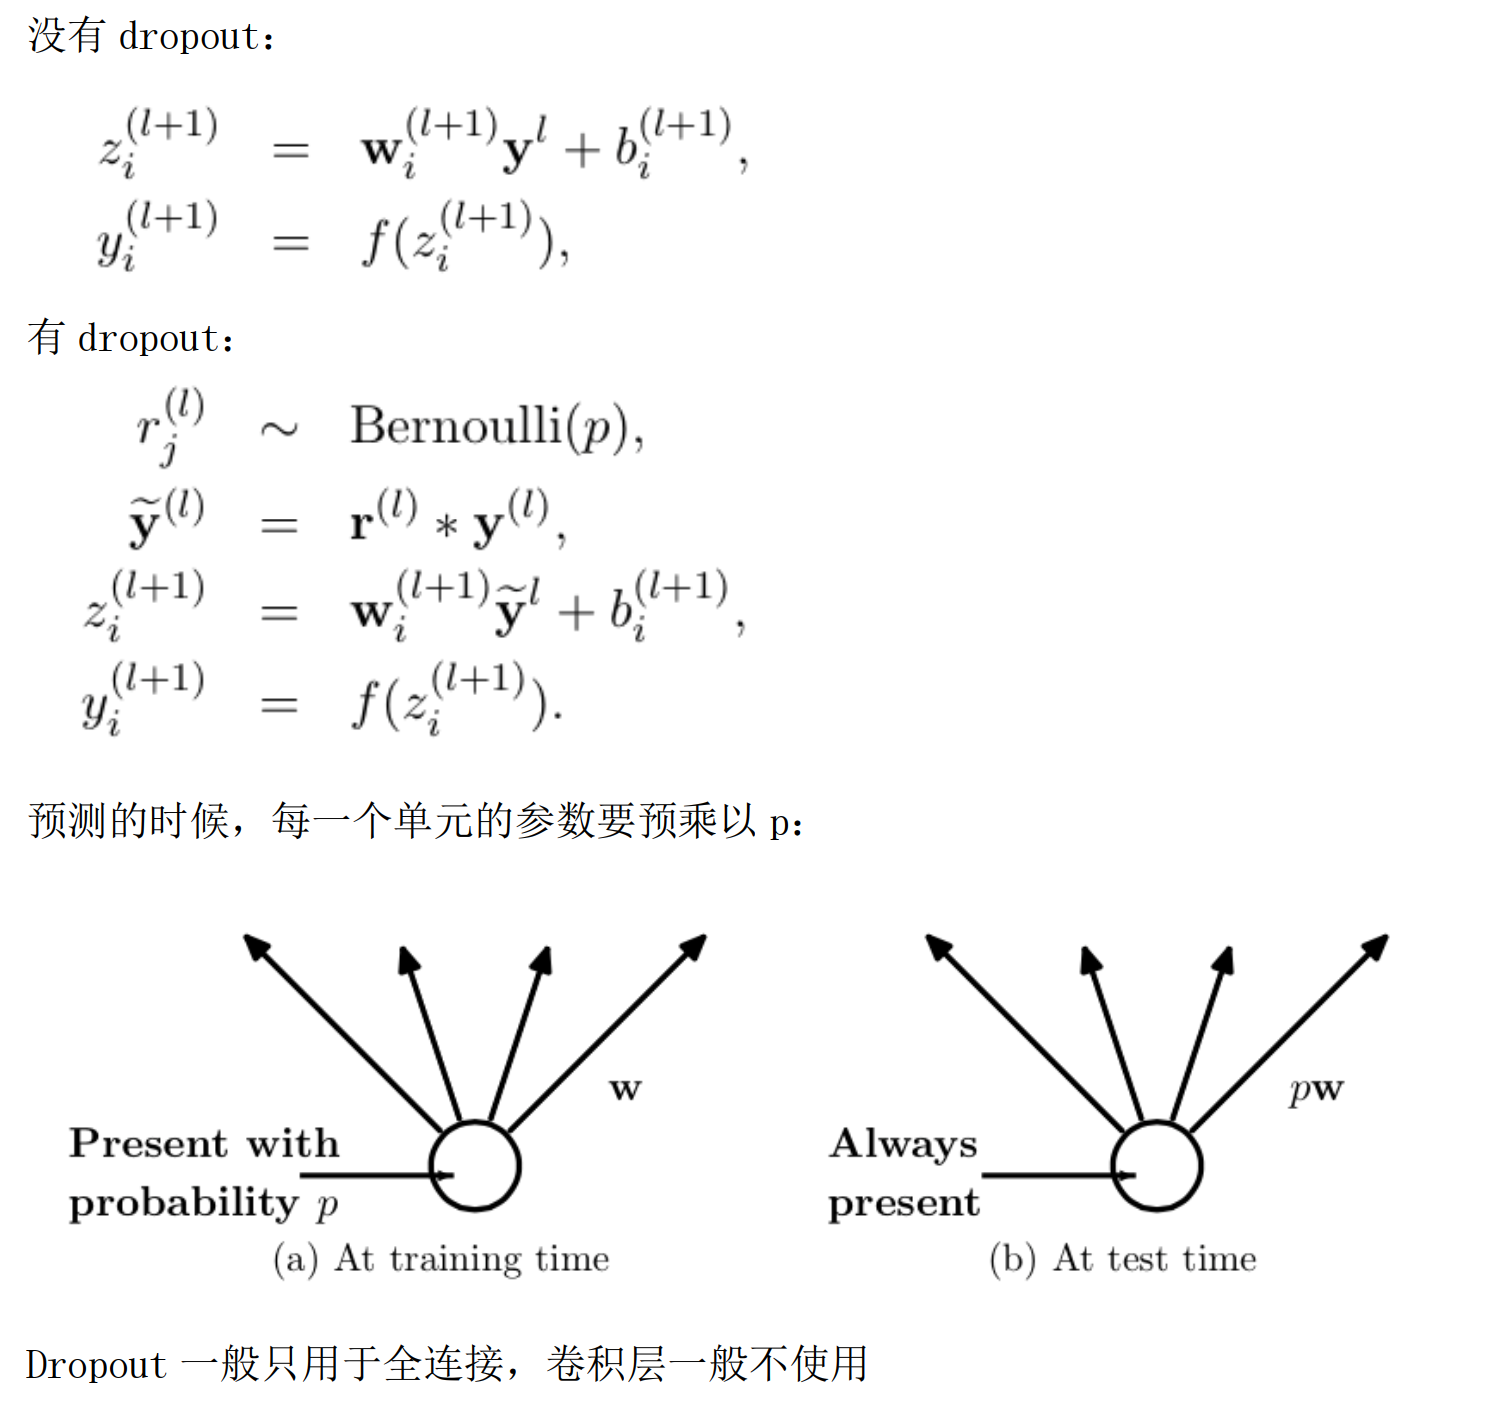 没有 dropout：
z_i^{(l+1)} = \mathbf{w}_i^{(l+1)} \mathbf{y}^l + b_i^{(l+1)},
y_i^{(l+1)} = f(z_i^{(l+1)}),
有 dropout：
r_j^{(l)} ∼ Bernoulli(p),
\widetilde{\mathbf{y}}^{(l)} = \mathbf{r}^{(l)} * \mathbf{y}^{(l)},
z_i^{(l+1)} = \mathbf{w}_i^{(l+1)} \widetilde{\mathbf{y}}^l + b_i^{(l+1)},
y_i^{(l+1)} = f(z_i^{(l+1)}).
预测的时候，每一个单元的参数要预乘以 p：
w
Present with
probability p
(a) At training time
pw
Always
present
(b) At test time
Dropout 一般只用于全连接，卷积层一般不使用